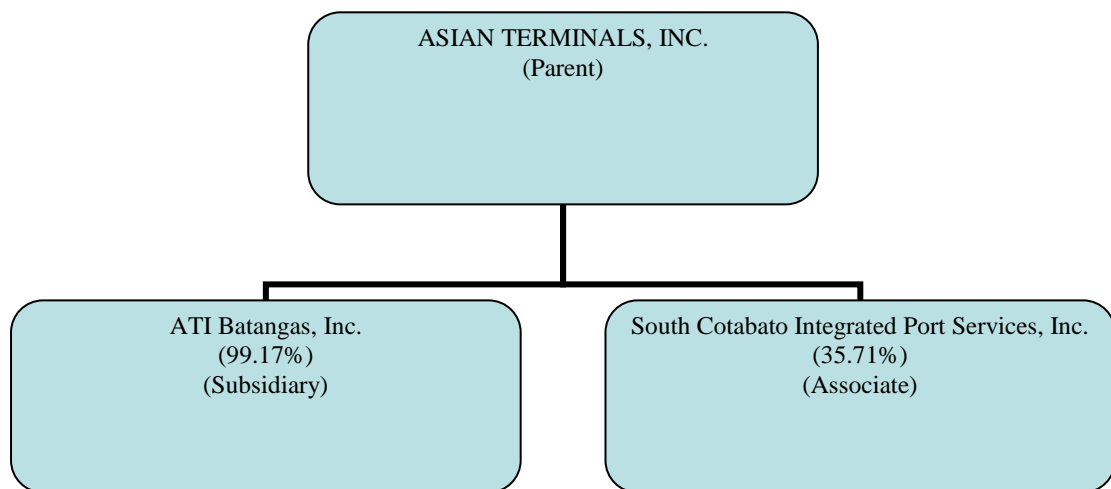 ASIAN TERMINALS, INC.
(Parent)
ATI Batangas, Inc.
(99.17%)
(Subsidiary)
South Cotabato Integrated Port Services, Inc.
(35.71%)
(Associate)